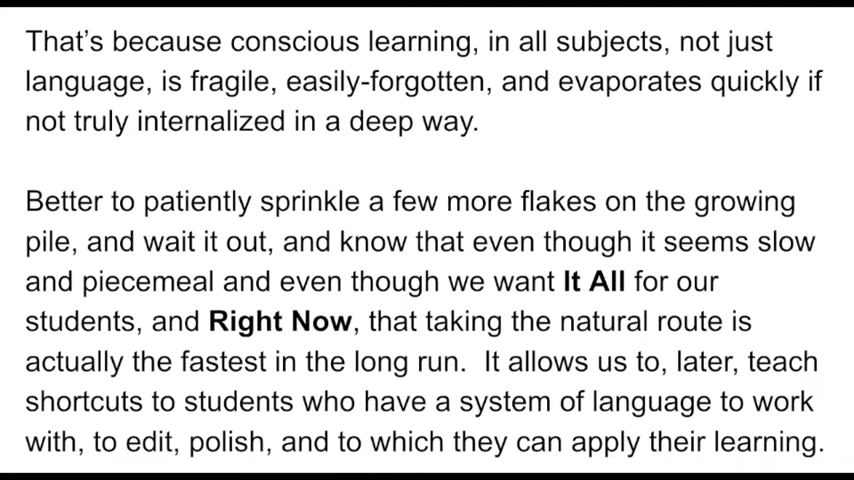 That's because conscious learning, in all subjects, not just
language, is fragile, easily-forgotten, and evaporates quickly if
not truly internalized in a deep way.
Better to patiently sprinkle a few more flakes on the growing
pile, and wait it out, and know that even though it seems slow
and piecemeal and even though we want It All for our
students, and Right Now, that taking the natural route is
actually the fastest in the long run.  It allows us to, later, teach
shortcuts to students who have a system of language to work
with, to edit, polish, and to which they can apply their learning.